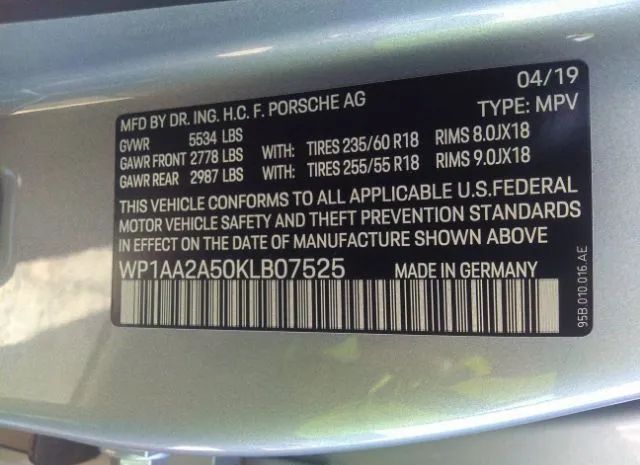 04/19
MFD BY DR. ING. H.C. F. PORSCHE AG TYPE: MPV
GVWR 5534 LBS
GAWR FRONT 2778 LBS WITH: TIRES 235/60 R18 RIMS 8.0JX18
GAWR REAR 2987 LBS WITH: TIRES 255/55 R18 RIMS 9.0JX18
THIS VEHICLE CONFORMS TO ALL APPLICABLE U.S.FEDERAL
MOTOR VEHICLE SAFETY AND THEFT PREVENTION STANDARDS
IN EFFECT ON THE DATE OF MANUFACTURE SHOWN ABOVE
WP1AA2A50KLB07525 MADE IN GERMANY
95B.010.016.AE